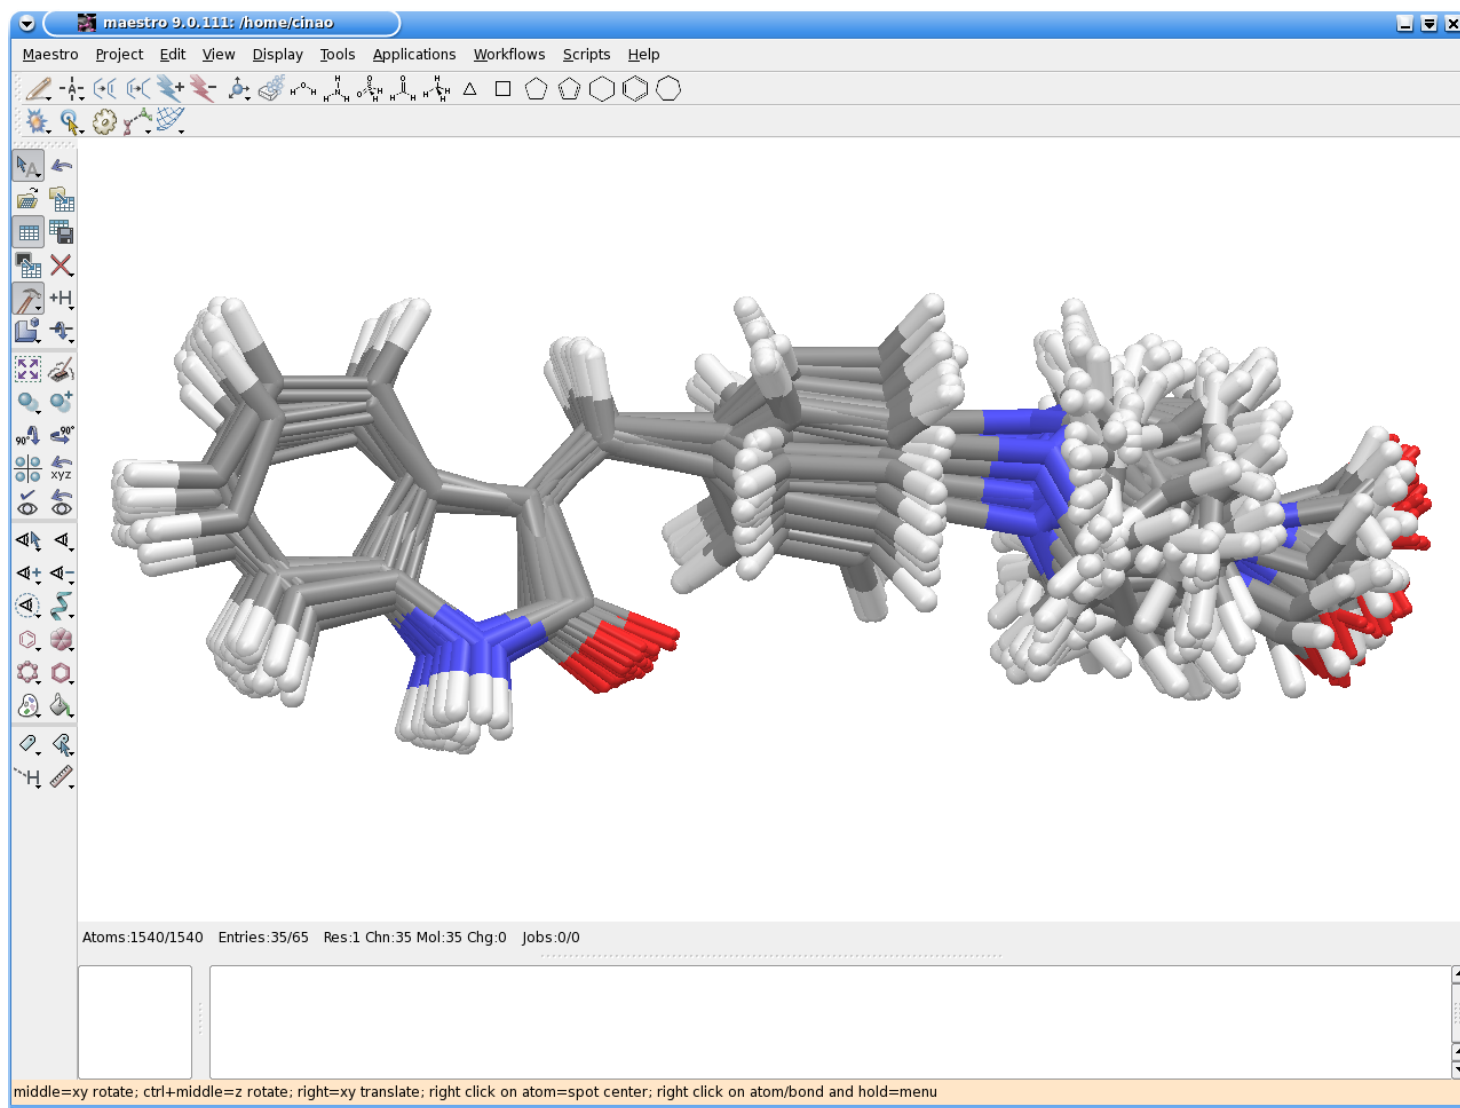 maestro 9.0.111: /home/cinao
Maestro Project Edit View Display Tools Applications Workflows Scripts Help
+H
90° 90°
xyz
Atoms:1540/1540 Entries:35/65 Res:1 Chn:35 Mol:35 Chg:0 Jobs:0/0
middle=xy rotate; ctrl+middle=z rotate; right=xy translate; right click on atom=spot center; right click on atom/bond and hold=menu